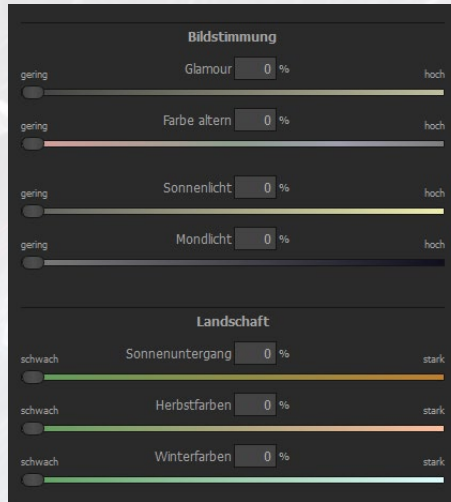 Bildstimmung
Glamour 0 %
gering hoch
Farbe altern 0 %
gering hoch
Sonnenlicht 0 %
gering hoch
Mondlicht 0 %
gering hoch
Landschaft
Sonnenuntergang 0 %
schwach stark
Herbstfarben 0 %
schwach stark
Winterfarben 0 %
schwach stark